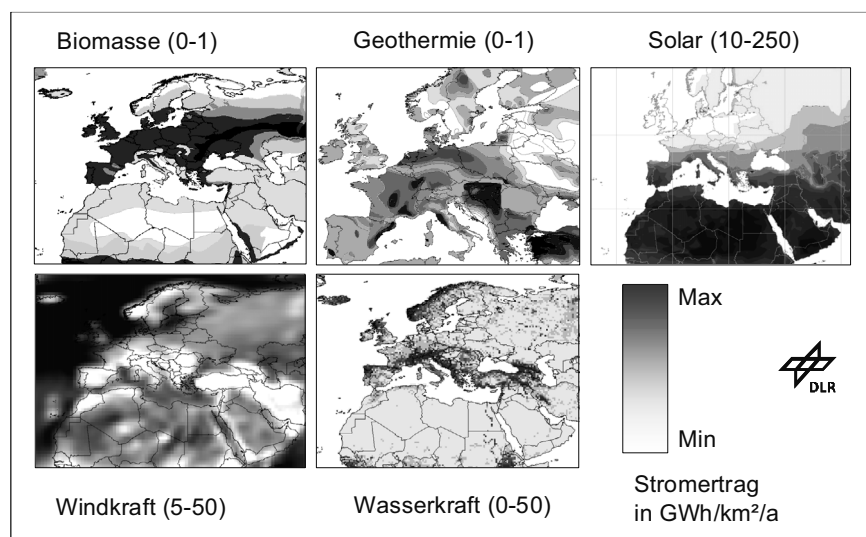 Biomasse (0-1)
Geothermie (0-1)
Solar (10-250)
Max
Min
DLR
Windkraft (5-50)
Wasserkraft (0-50)
Stromertrag
in GWh/km²/a